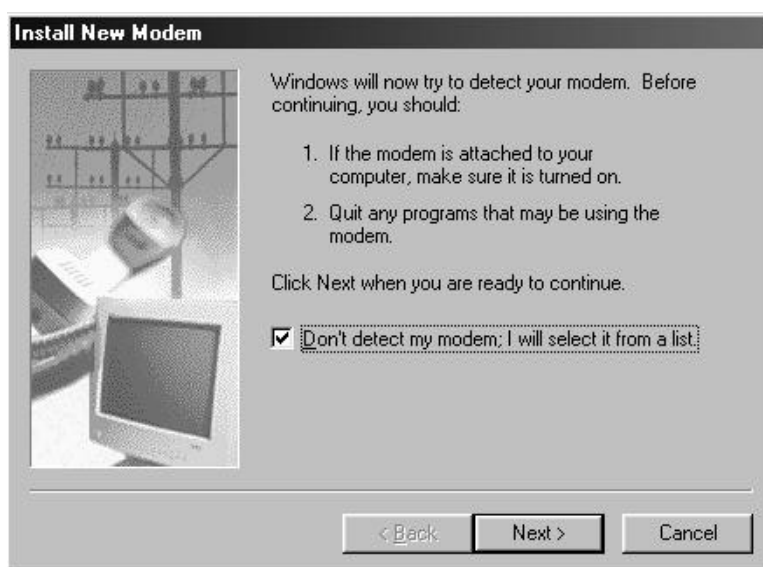 Install New Modem
Windows will now try to detect your modem. Before
continuing, you should:
1. If the modem is attached to your
computer, make sure it is turned on.
2. Quit any programs that may be using the
modem.
Click Next when you are ready to continue.
Don't detect my modem; I will select it from a list.
< Back
Next >
Cancel